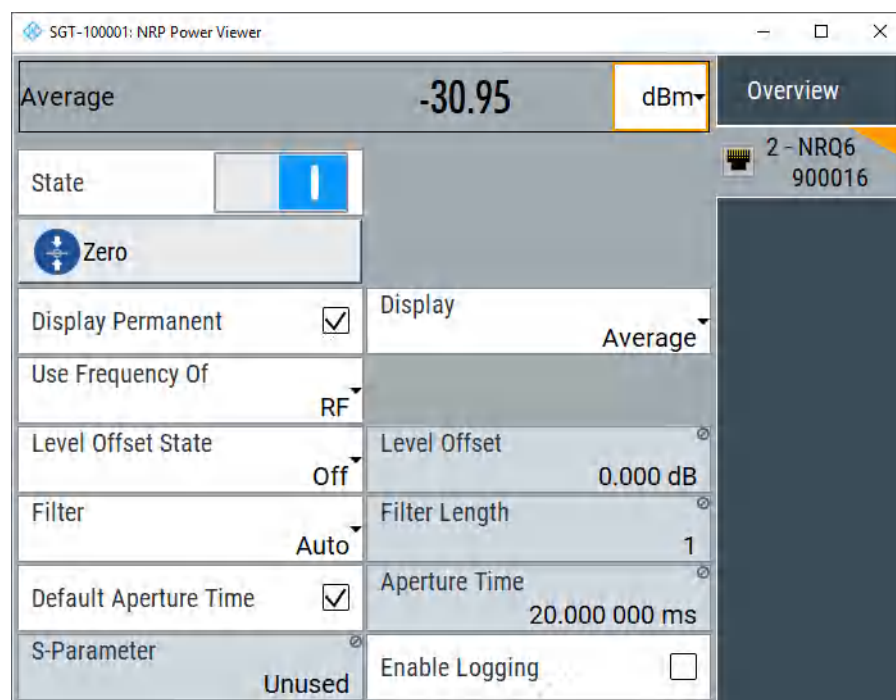 SGT-100001: NRP Power Viewer
Average -30.95 dBm
Overview
2 - NRQ6
900016
State
Zero
Display Permanent
Display
Average
Use Frequency Of
RF
Level Offset State
Off
Level Offset
0.000 dB
Filter
Auto
Filter Length
1
Default Aperture Time
Aperture Time
20.000 000 ms
S-Parameter
Unused
Enable Logging